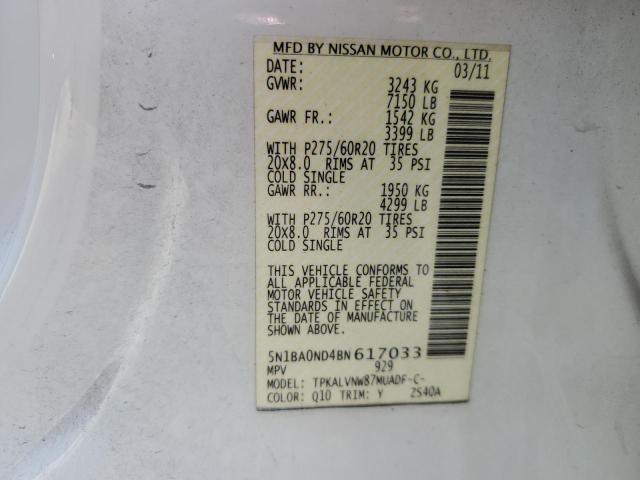 MFD BY NISSAN MOTOR CO., LTD.
DATE: 03/11
GVWR: 3243 KG
7150 LB
GAWR FR.: 1542 KG
3399 LB
WITH P275/60R20 TIRES
20X8.0 RIMS AT 35 PSI
COLD SINGLE
GAWR RR.: 1950 KG
4299 LB
WITH P275/60R20 TIRES
20X8.0 RIMS AT 35 PSI
COLD SINGLE
THIS VEHICLE CONFORMS TO
ALL APPLICABLE FEDERAL
MOTOR VEHICLE SAFETY
STANDARDS IN EFFECT ON
THE DATE OF MANUFACTURE
SHOWN ABOVE.
5N1BA0ND4BN617033
MPV 929
MODEL: TPKALVNW87MUADF-C-
COLOR: Q10 TRIM: Y 2S40A